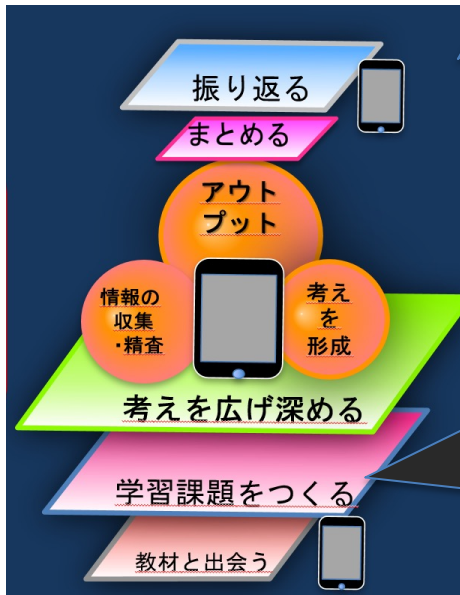 振り返る
まとめる
アウト
プット
情報の
収集
・精査
考え
を
形成
考えを広げ深める
学習課題をつくる
教材と出会う